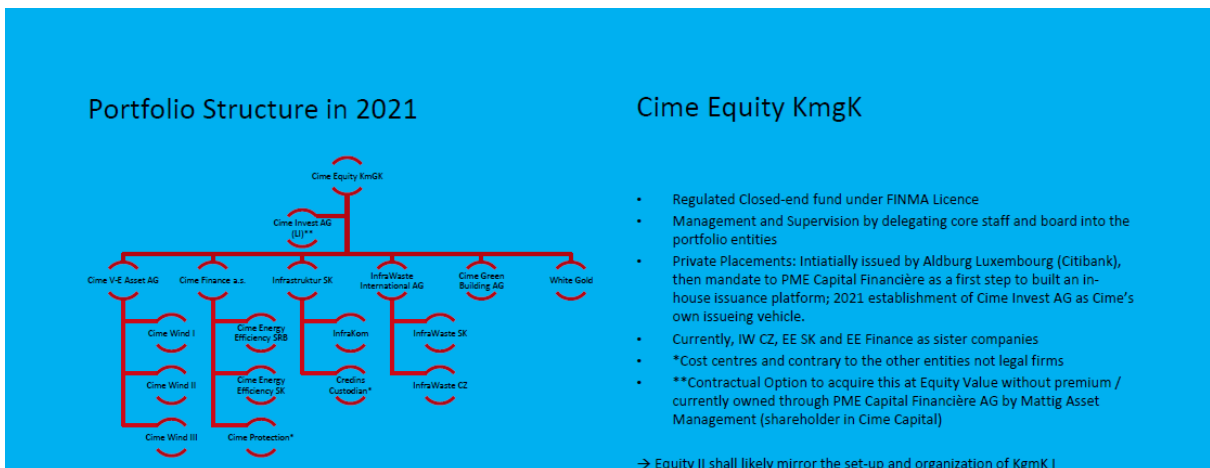 Portfolio Structure in 2021
Cime Equity KmGK
Cime Invest AG
(LI)**
Cime V-E Asset AG
Cime Finance a.s.
Infrastruktur SK
InfraWaste
International AG
Cime Green
Building AG
White Gold
Cime Wind I
Cime Energy
Efficiency SRB
InfraKom
InfraWaste SK
Cime Wind II
Cime Energy
Efficiency SK
Credins
Custodian*
InfraWaste CZ
Cime Wind III
Cime Protection*
Cime Equity KmgK
• Regulated Closed-end fund under FINMA Licence
• Management and Supervision by delegating core staff and board into the
portfolio entities
• Private Placements: Intiatially issued by Aldburg Luxembourg (Citibank),
then mandate to PME Capital Financière as a first step to built an in-
house issuance platform; 2021 establishment of Cime Invest AG as Cime's
own issueing vehicle.
• Currently, IW CZ, EE SK and EE Finance as sister companies
• *Cost centres and contrary to the other entities not legal firms
• **Contractual Option to acquire this at Equity Value without premium /
currently owned through PME Capital Financière AG by Mattig Asset
Management (shareholder in Cime Capital)
→ Equity II shall likely mirror the set-up and organization of KgmK I